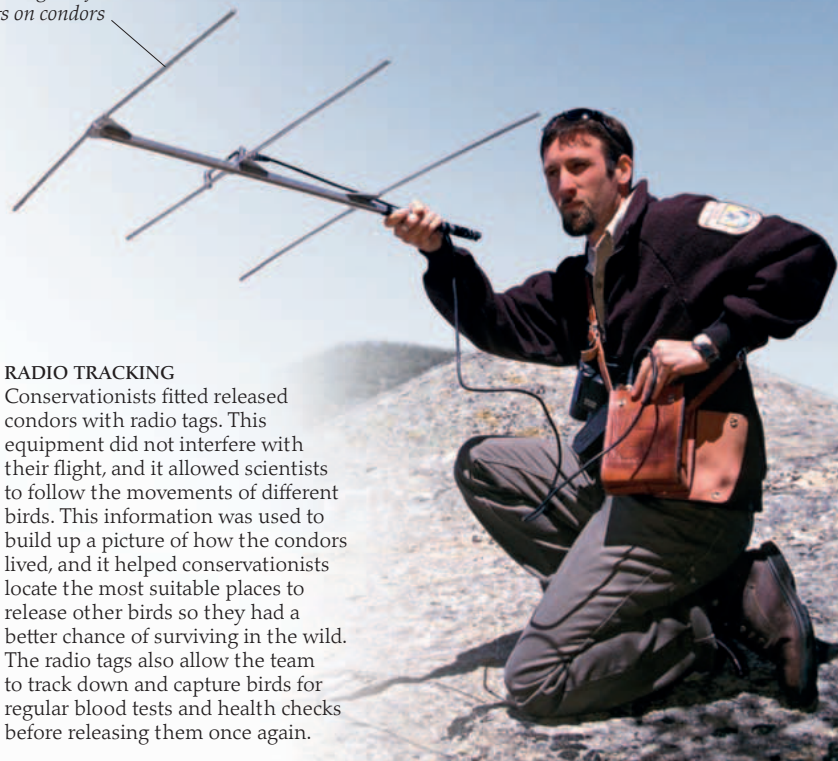 rs on condors
RADIO TRACKING
Conservationists fitted released
condors with radio tags. This
equipment did not interfere with
their flight, and it allowed scientists
to follow the movements of different
birds. This information was used to
build up a picture of how the condors
lived, and it helped conservationists
locate the most suitable places to
release other birds so they had a
better chance of surviving in the wild.
The radio tags also allow the team
to track down and capture birds for
regular blood tests and health checks
before releasing them once again.